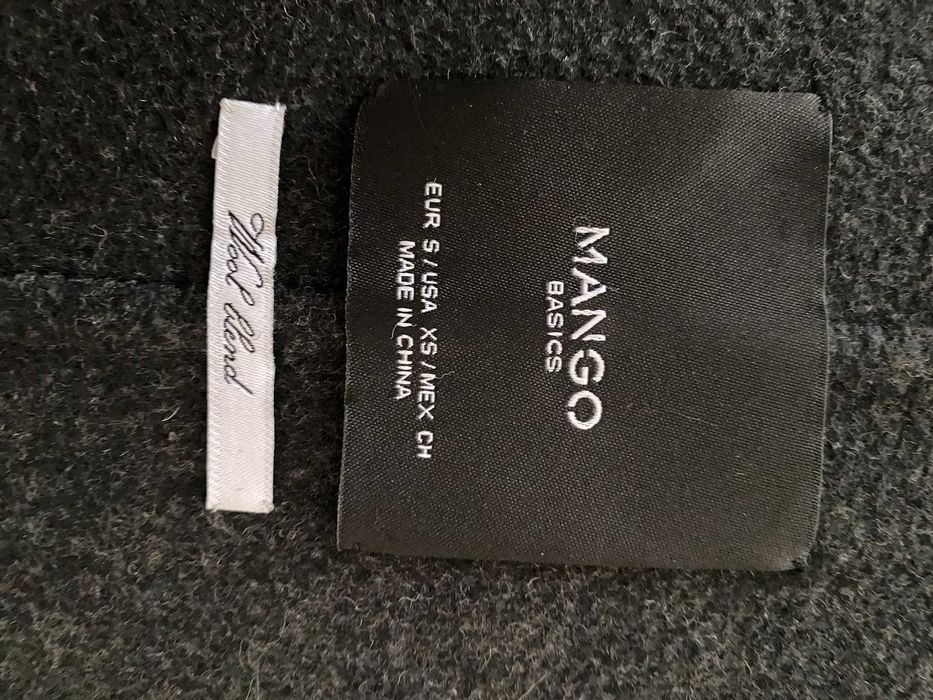 MANGO
BASICS
EUR S / USA XS / MEX CH
MADE IN CHINA
Wool blend